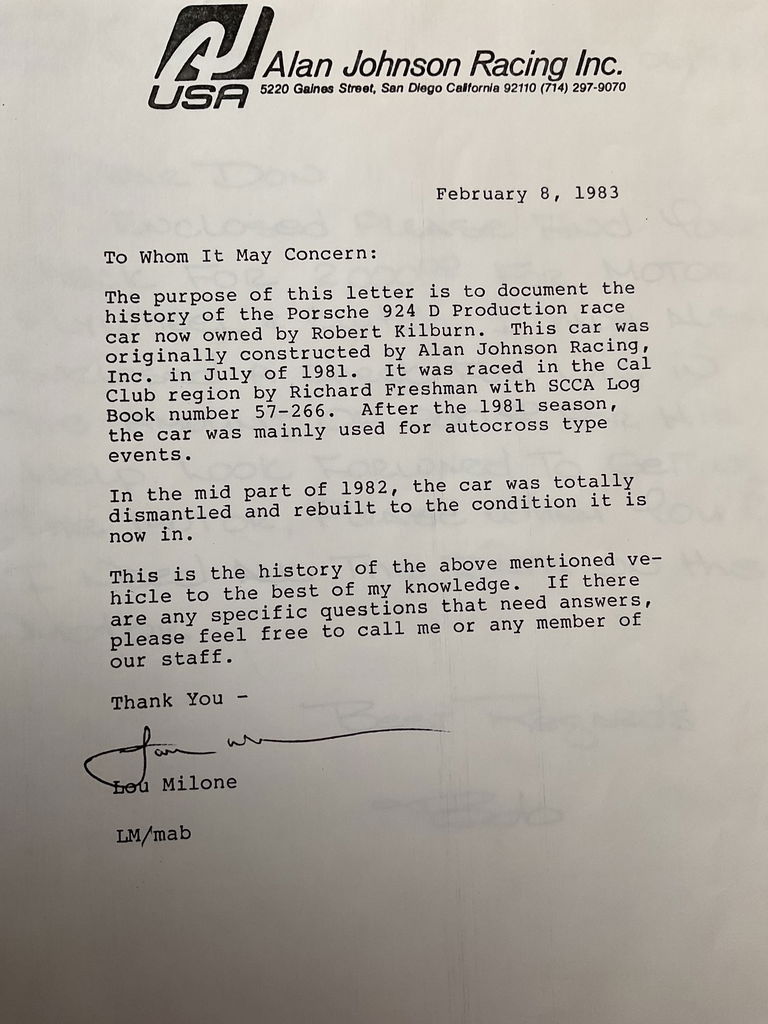 USA
Alan Johnson Racing Inc.
5220 Gaines Street, San Diego California 92110 (714) 297-9070
February 8, 1983
To Whom It May Concern:
The purpose of this letter is to document the
history of the Porsche 924 D Production race
car now owned by Robert Kilburn. This car was
originally constructed by Alan Johnson Racing,
Inc. in July of 1981. It was raced in the Cal
Club region by Richard Freshman with SCCA Log
Book number 57-266. After the 1981 season,
the car was mainly used for autocross type
events.
In the mid part of 1982, the car was totally
dismantled and rebuilt to the condition it is
now in.
This is the history of the above mentioned ve-
hicle to the best of my knowledge. If there
are any specific questions that need answers,
please feel free to call me or any member of
our staff.
Thank You -
Lou Milone
LM/mab